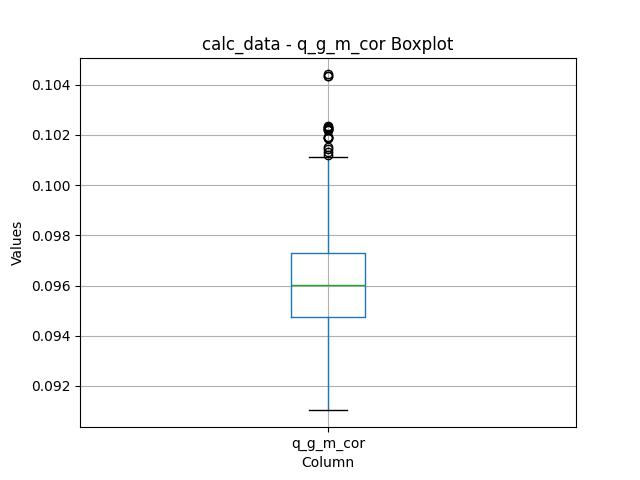 calc_data - q_g_m_cor Boxplot
0.104
0.102
0.100
0.098
0.096
0.094
0.092
Values
q_g_m_cor
Column